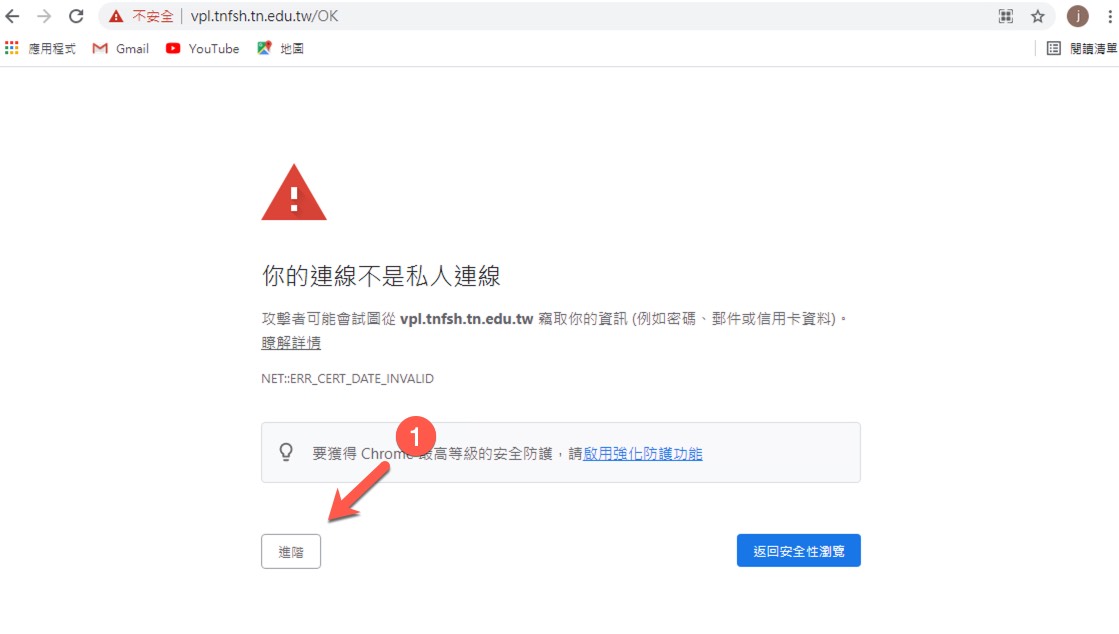 不安全 vpl.tnfsh.tn.edu.tw/OK j
應用程式 Gmail YouTube 地圖 閱讀清單
你的連線不是私人連線
攻擊者可能會試圖從 vpl.tnfsh.tn.edu.tw 竊取你的資訊 (例如密碼、郵件或信用卡資料)。
瞭解詳情
NET::ERR_CERT_DATE_INVALID
1
要獲得 Chrome 最高等級的安全防護，請啟用強化防護功能
進階 返回安全性瀏覽